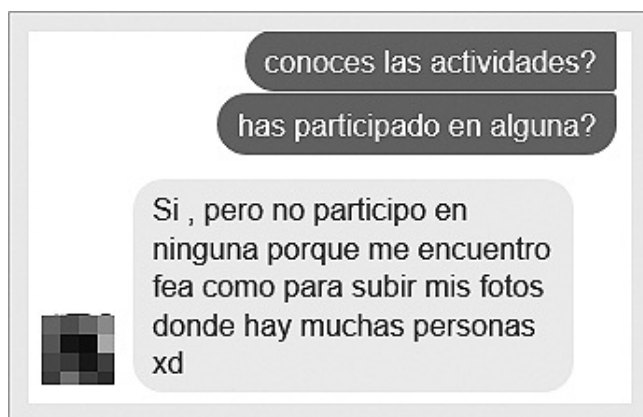 conoces las actividades?
has participado en alguna?
Si , pero no participo en
ninguna porque me encuentro
fea como para subir mis fotos
donde hay muchas personas
xd